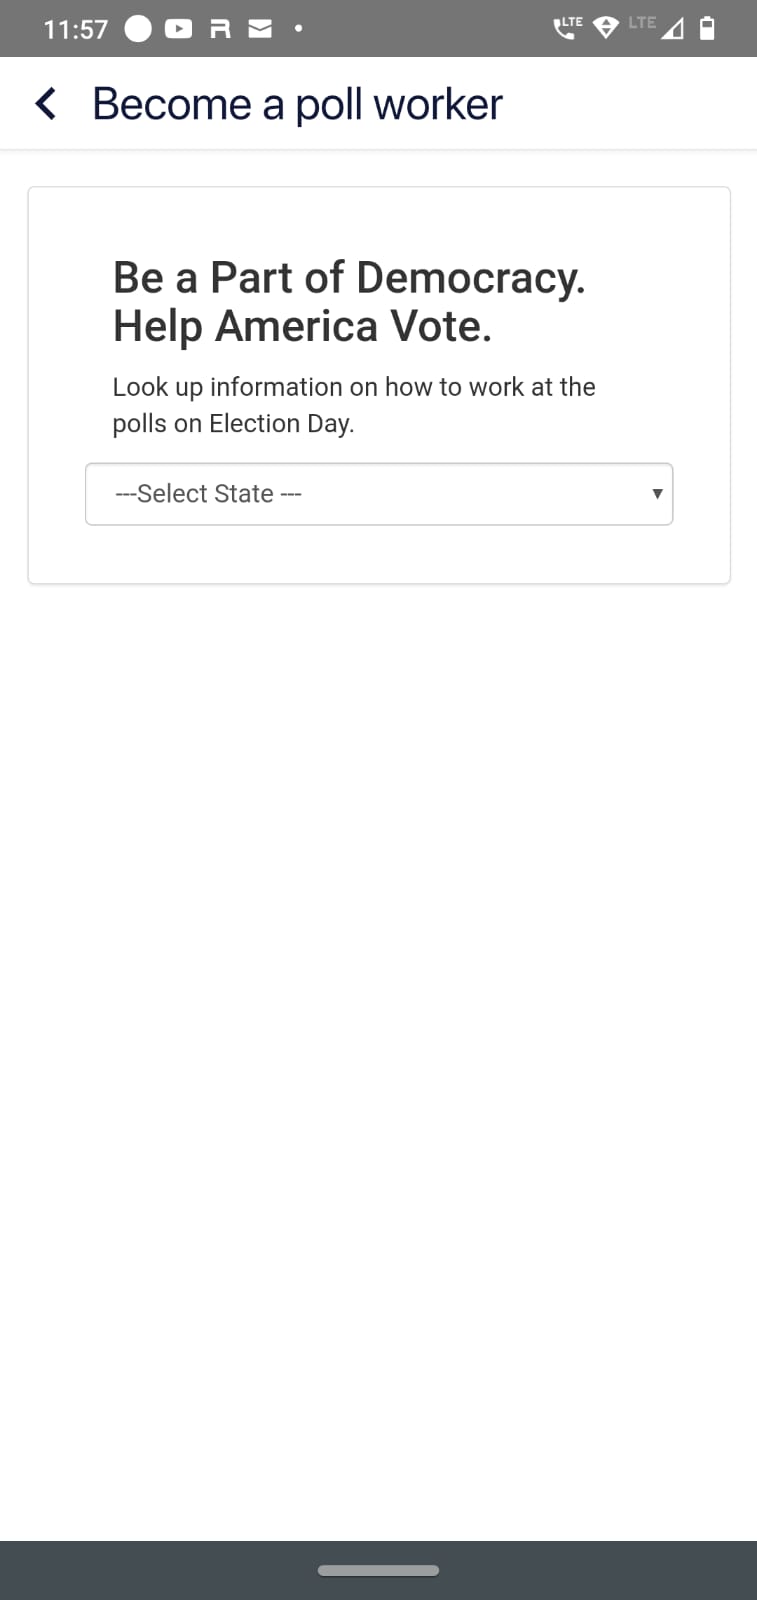 11:57
LTE
LTE
Become a poll worker
Be a Part of Democracy.
Help America Vote.
Look up information on how to work at the
polls on Election Day.
---Select State ---